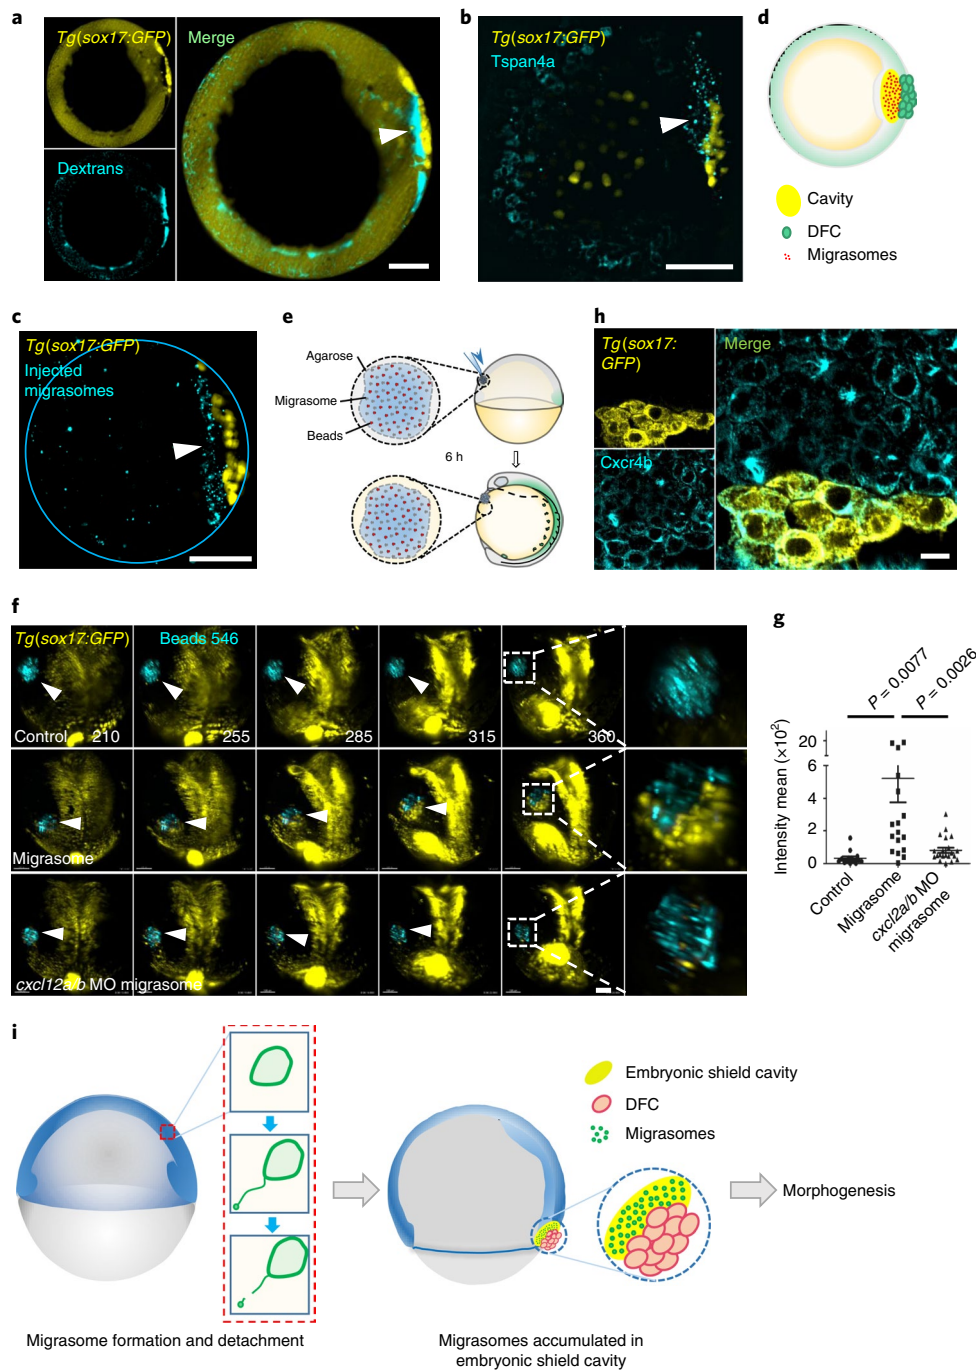 a
Tg(sox17:GFP)
Merge
Dextrans
b
Tg(sox17:GFP)
Tspan4a
d
Cavity
DFC
Migrasomes
c
Tg(sox17:GFP)
Injected
migrasomes
e
Agarose
Migrasome
Beads
6 h
h
Tg(sox17:
GFP)
Merge
Cxcr4b
f
Tg(sox17:GFP)
Beads 546
Control
210
255
285
315
360
Migrasome
cxcl12a/b MO migrasome
g
P = 0.0077
P = 0.0026
Intensity mean (×10²)
20
6
4
2
0
Control
Migrasome
cxcl2a/b MO
migrasome
i
Embryonic shield cavity
DFC
Migrasomes
Morphogenesis
Migrasome formation and detachment
Migrasomes accumulated in
embryonic shield cavity